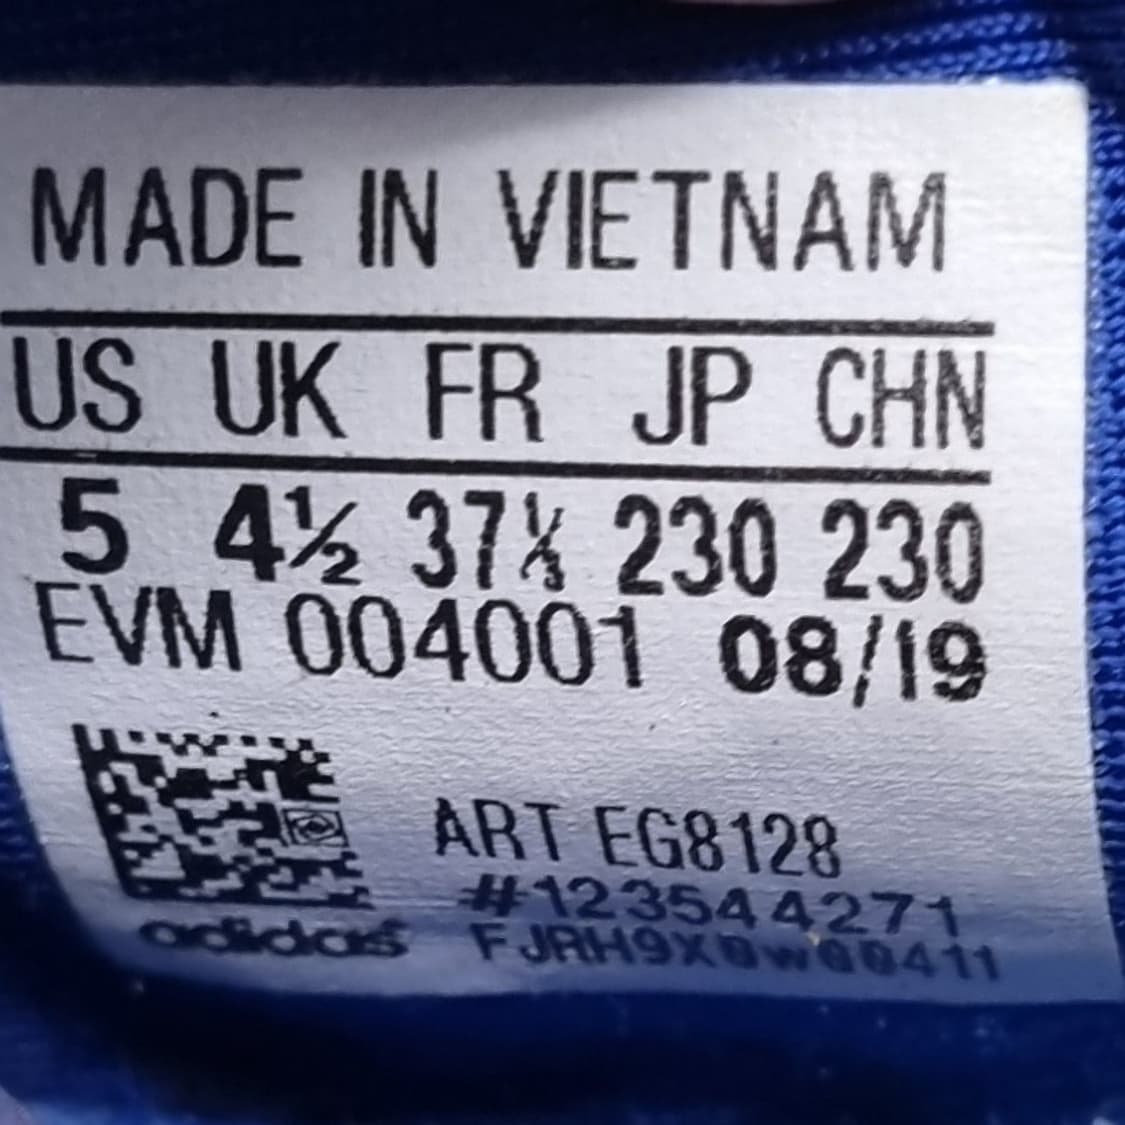 MADE IN VIETNAM
US UK FR JP CHN
5 4½ 37⅓ 230 230
EVM 004001 08/19
ART EG8128
#123544271
adidas FJRH9X0w00411